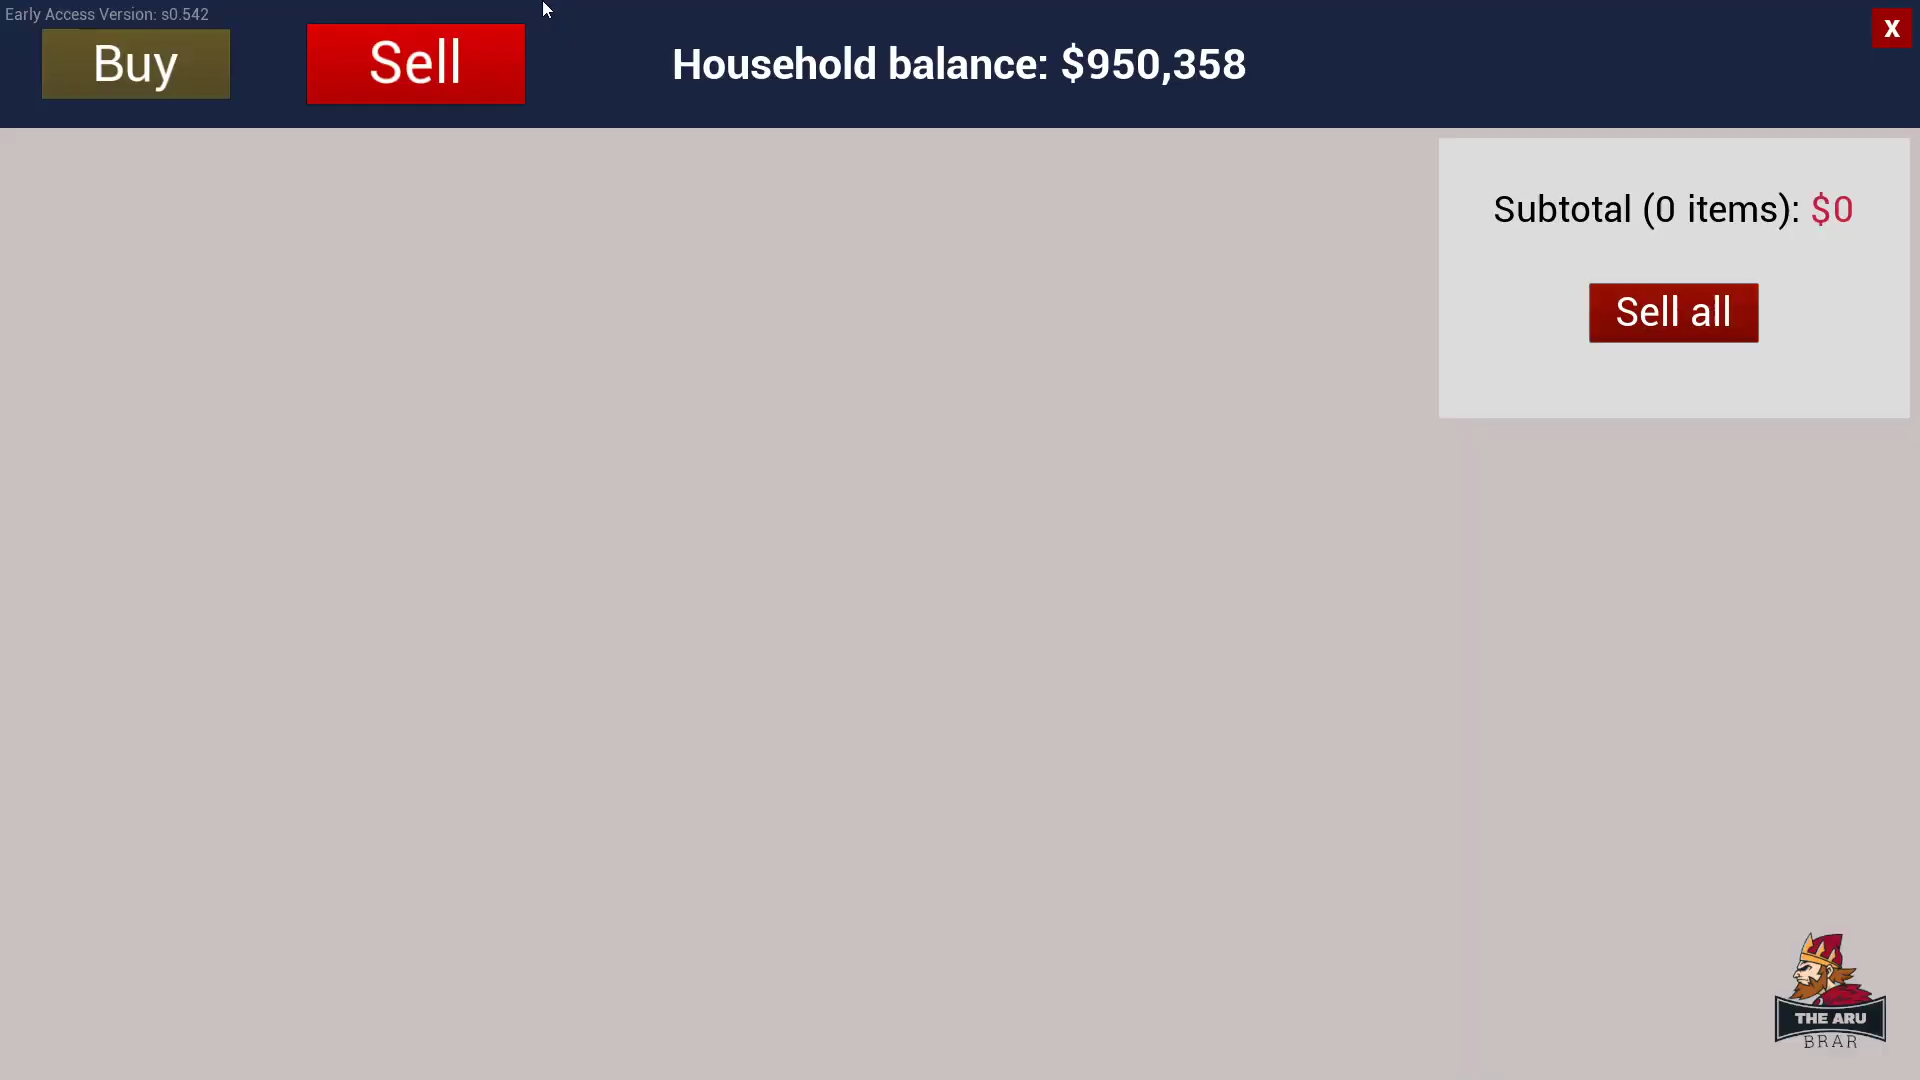 Early Access Version: s0.542
Buy
Sell
Household balance: $950,358
X
Subtotal (0 items): $0
Sell all
THE ARU
BRAR